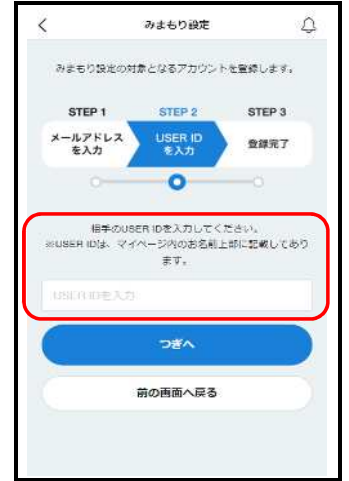 みまもり設定
みまもり設定の対象となるアカウントを登録します。
STEP 1
STEP 2
STEP 3
メールアドレス
を入力
USER ID
を入力
登録完了
相手のUSER IDを入力してください。
※USER IDは、マイページ内のお名前上部に記載してあり
ます。
USER IDを入力
つぎへ
前の画面へ戻る